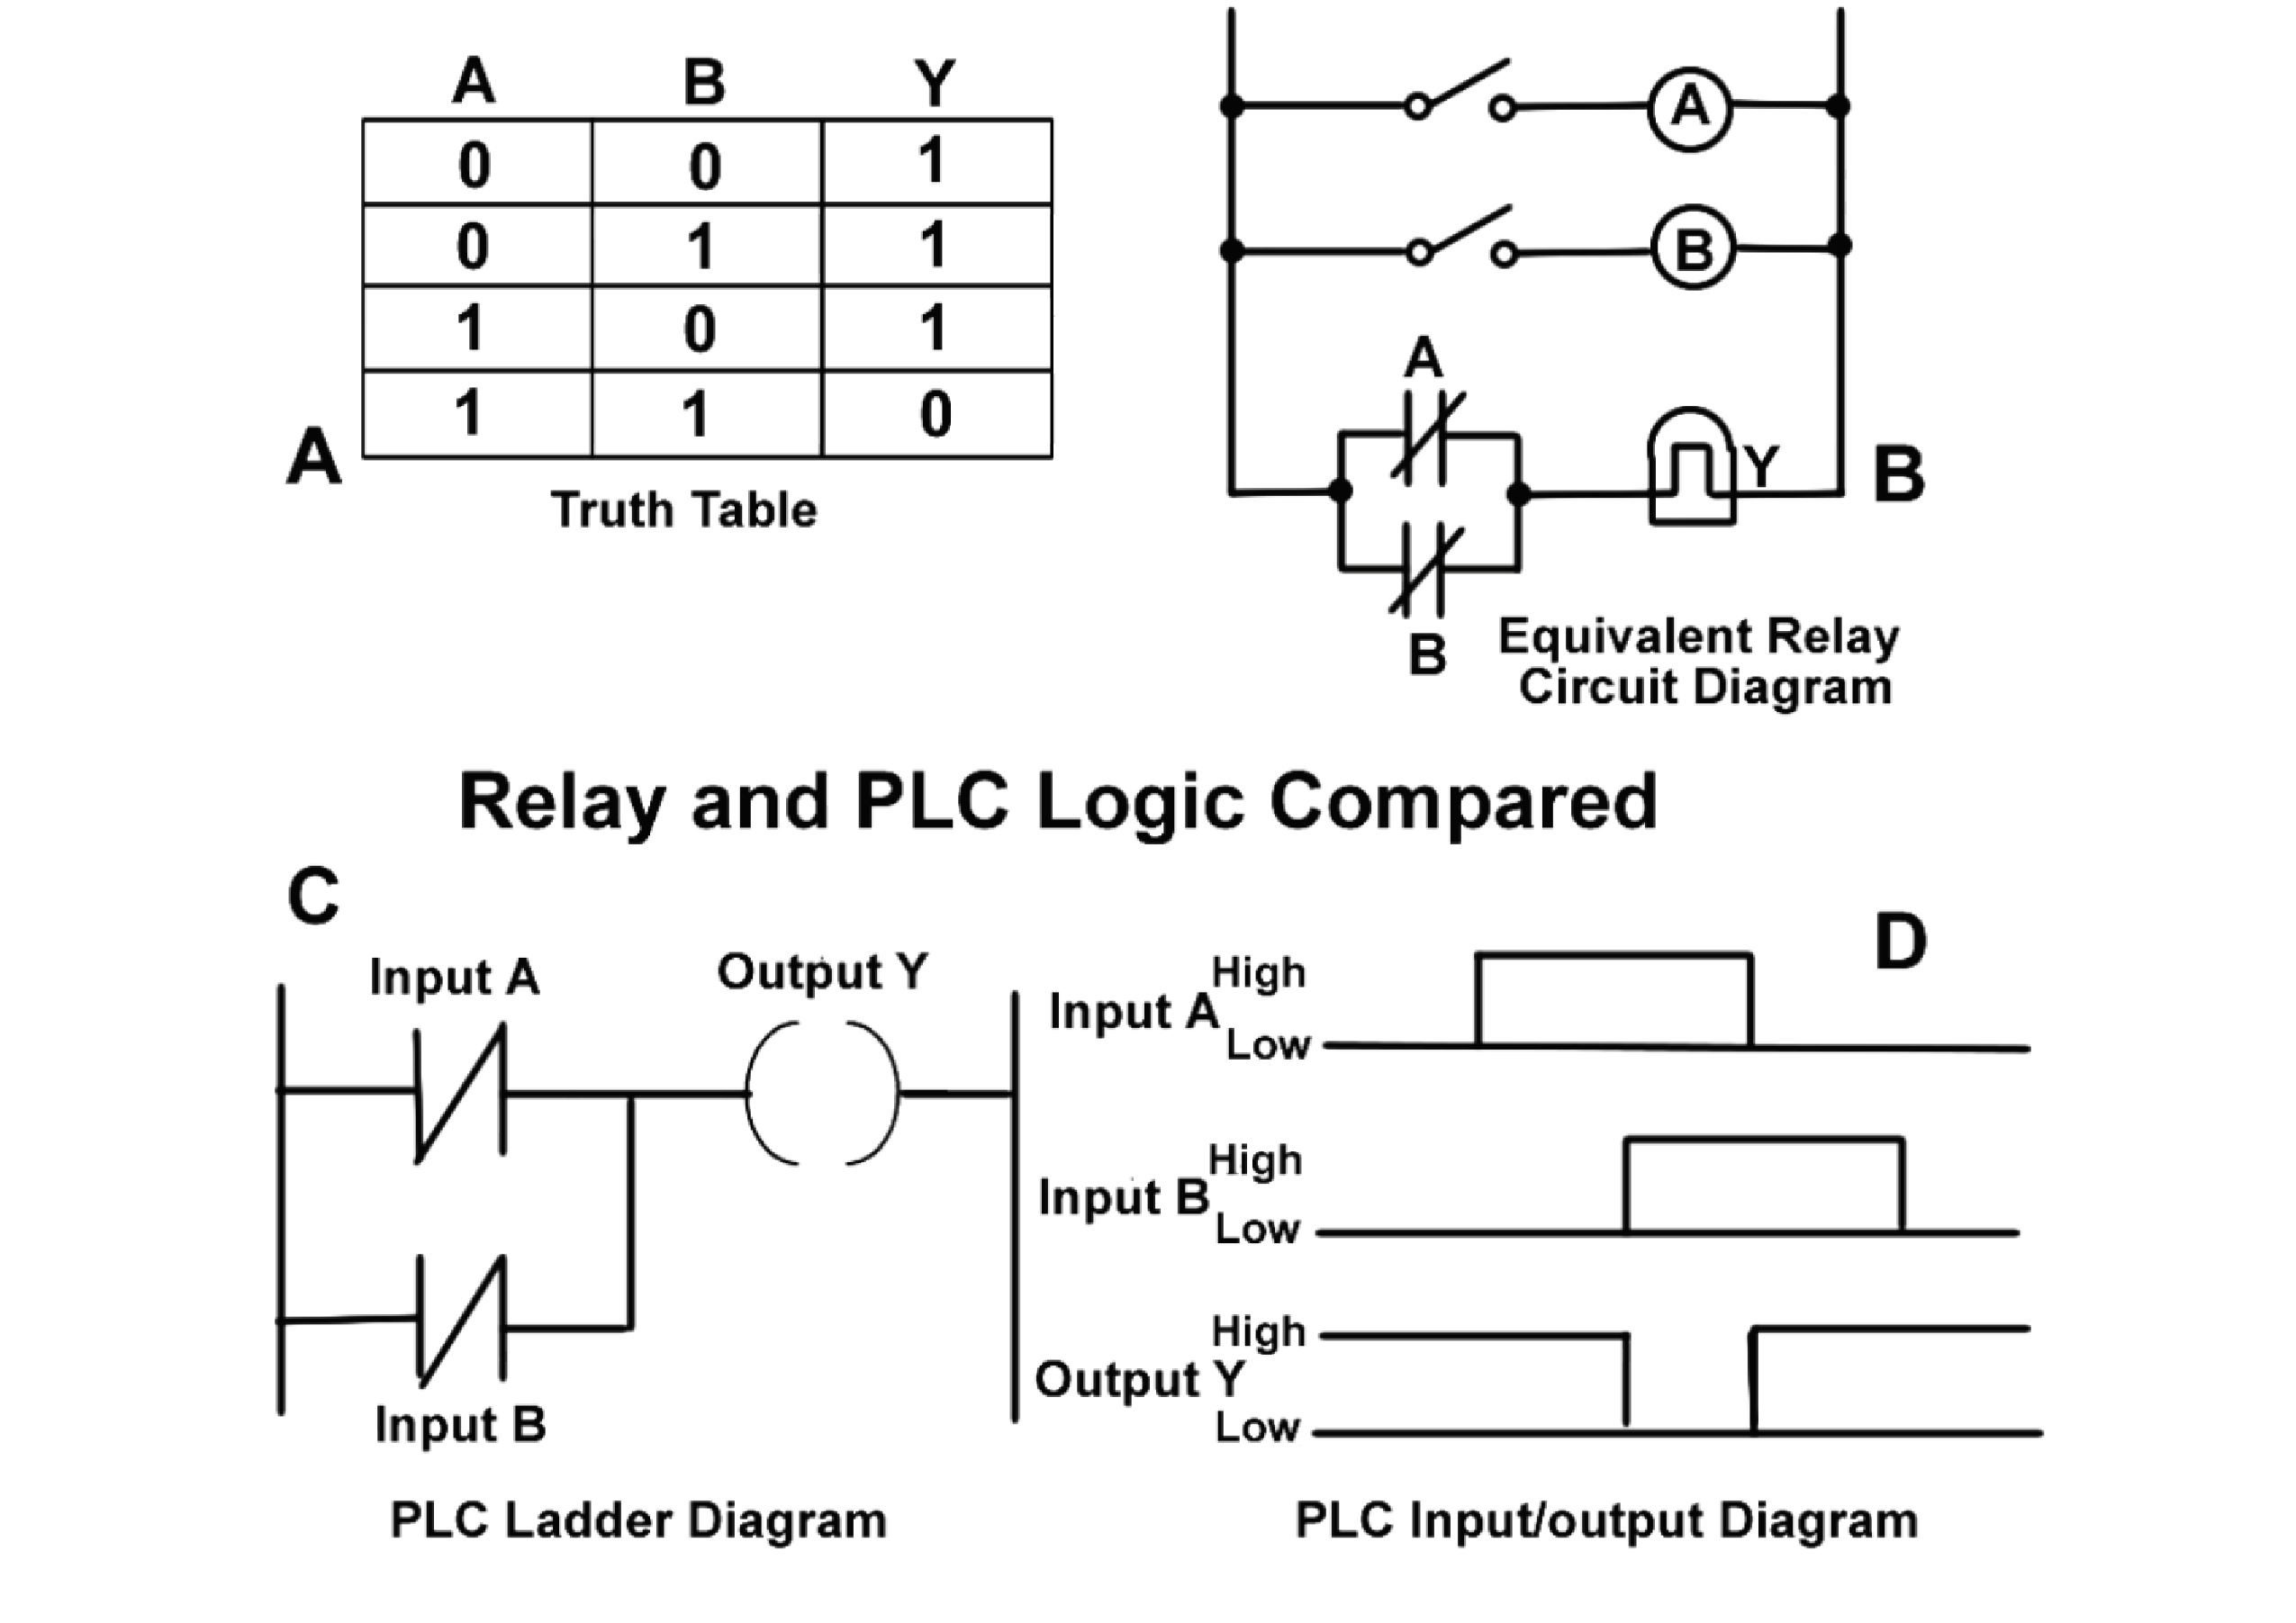 A B Y
0 0 1
0 1 1
1 0 1
1 1 0
A
Truth Table
A
B
A
Y
B
B
Equivalent Relay
Circuit Diagram
Relay and PLC Logic Compared
C
Input A
Output Y
Input B
PLC Ladder Diagram
D
High
Input A
Low
High
Input B
Low
High
Output Y
Low
PLC Input/output Diagram